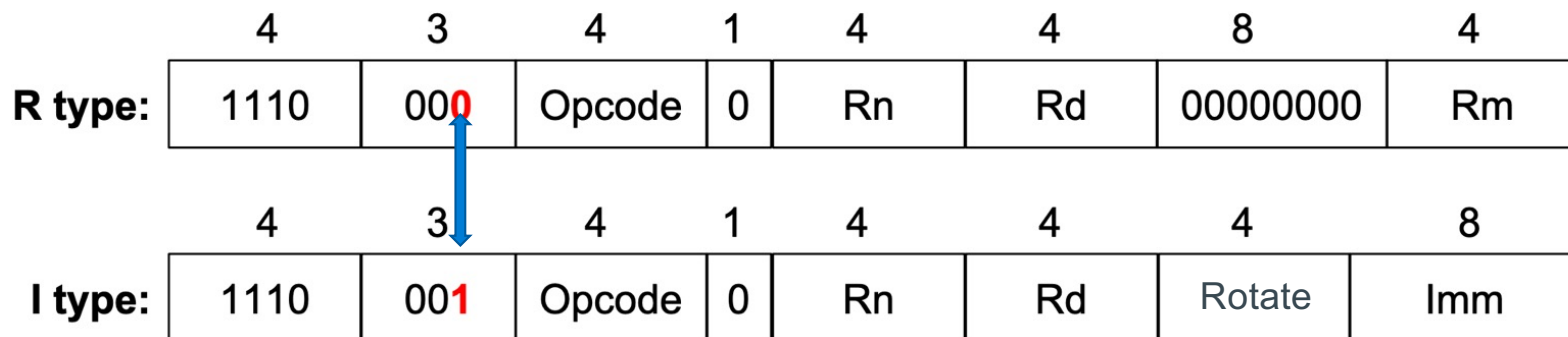 4 3 4 1 4 4 8 4
R type: 1110 000 Opcode 0 Rn Rd 00000000 Rm
4 3 4 1 4 4 4 8
I type: 1110 001 Opcode 0 Rn Rd Rotate Imm